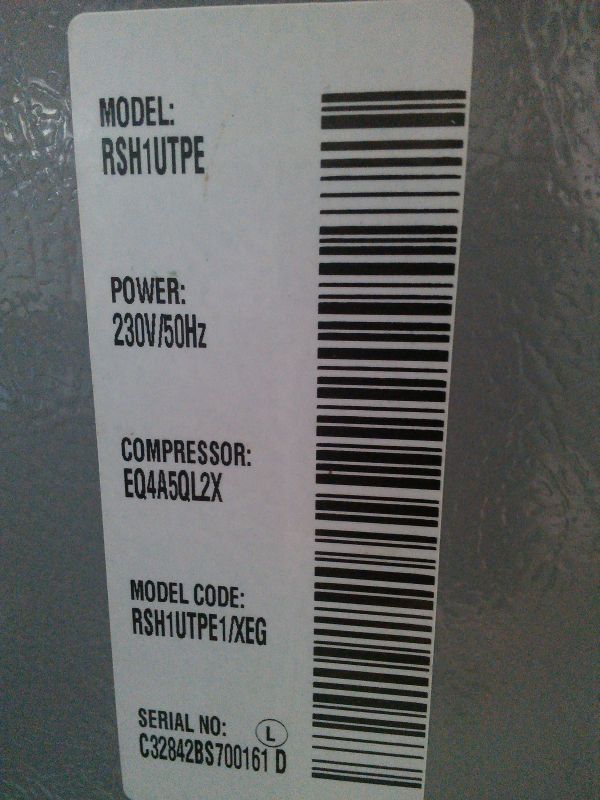 MODEL:
RSH1UTPE
POWER:
230V/50Hz
COMPRESSOR:
EQ4A5QL2X
MODEL CODE:
RSH1UTPE1/XEG
SERIAL NO: L
C32842BS700161 D